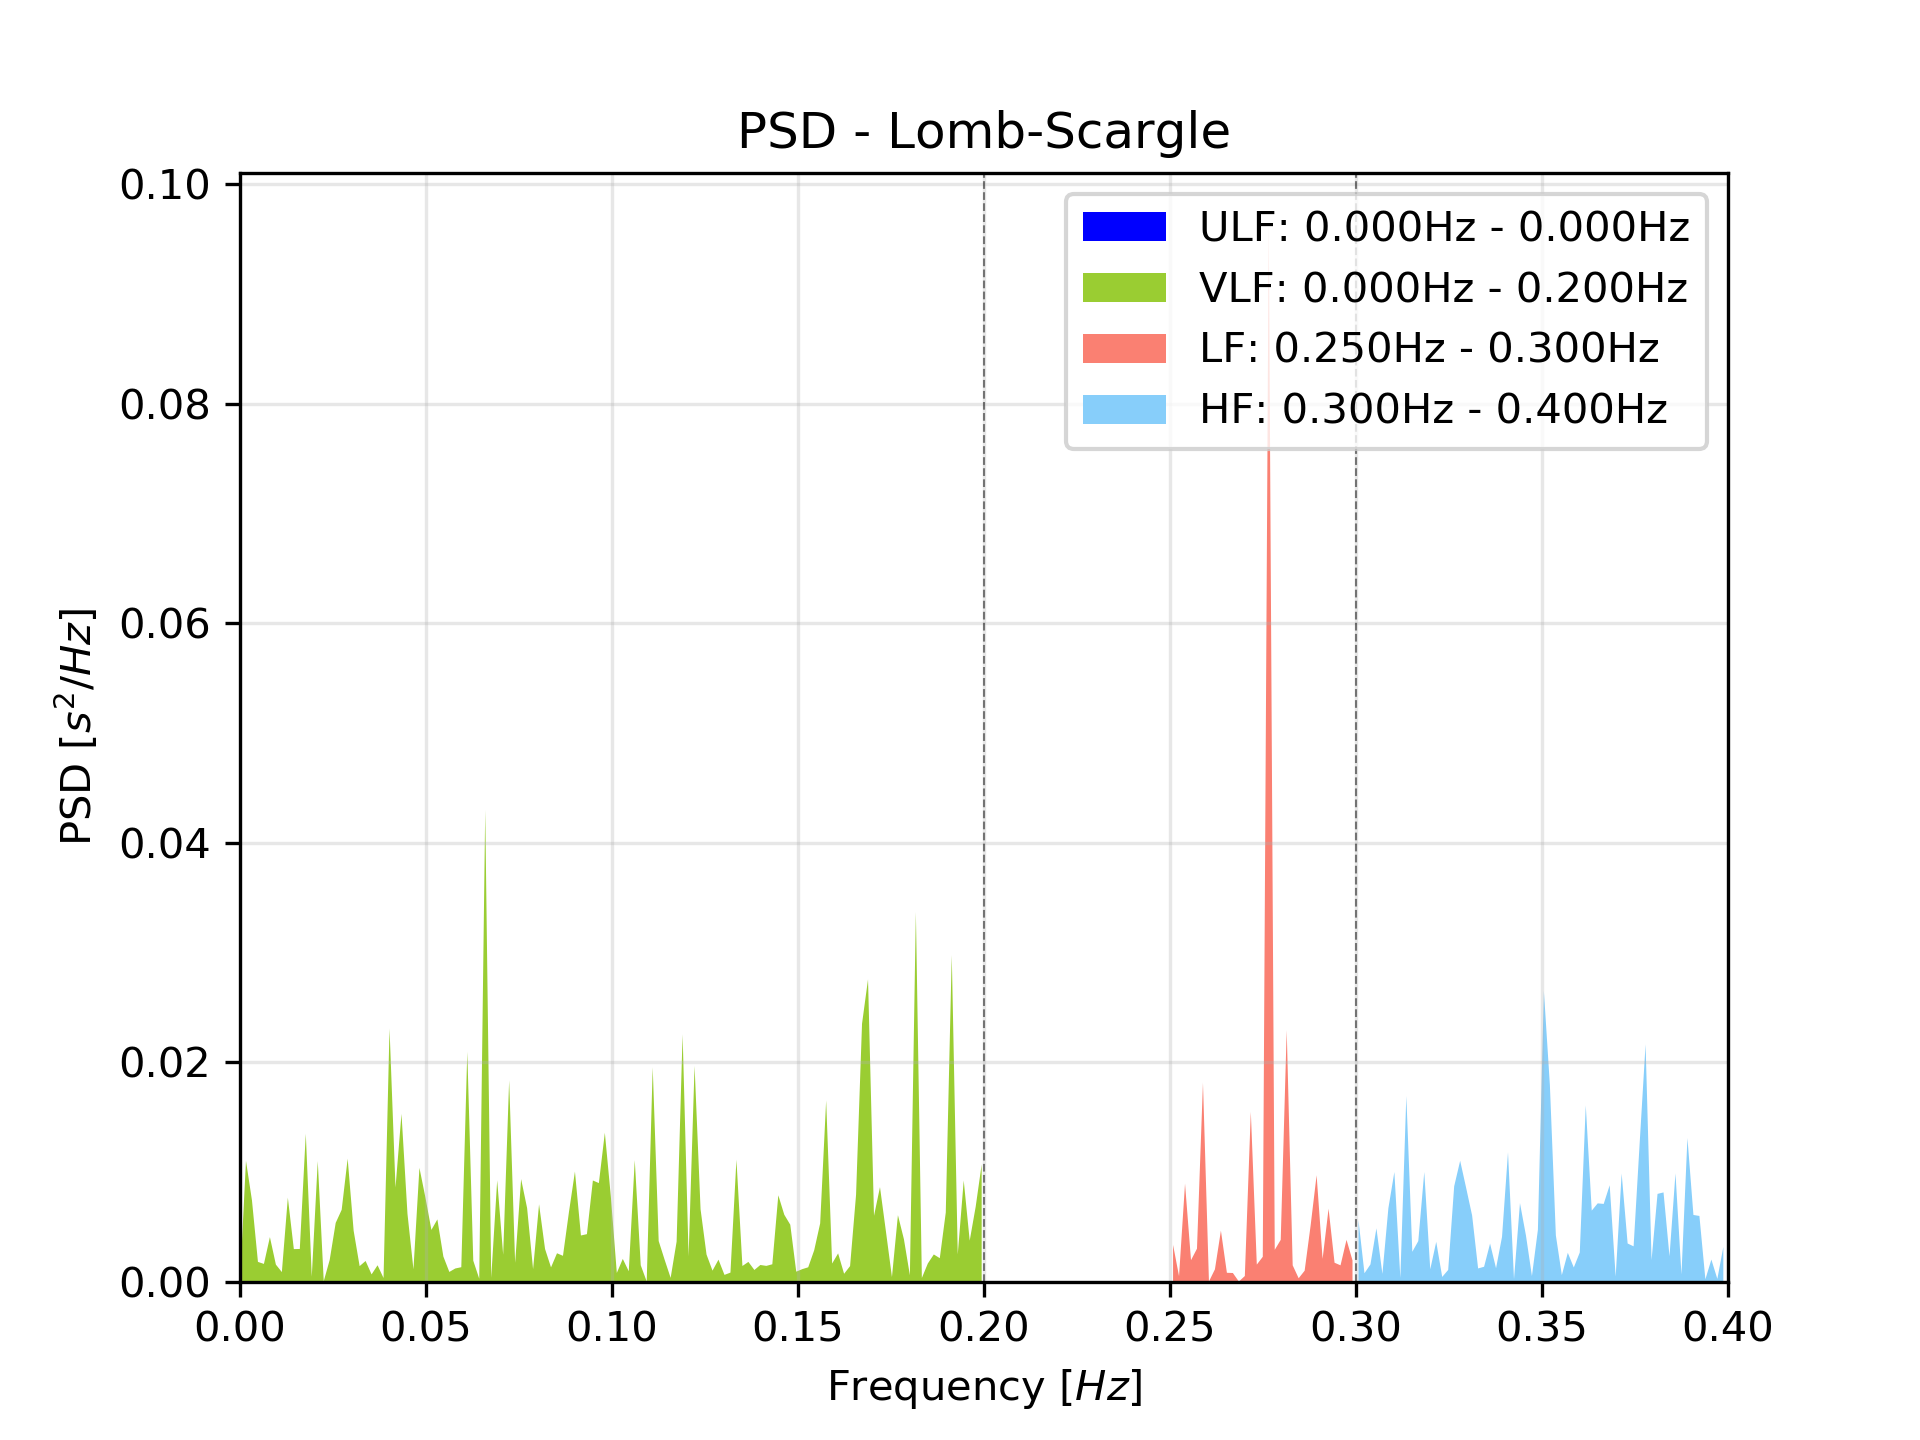 PSD - Lomb-Scargle
ULF: 0.000Hz - 0.000Hz
VLF: 0.000Hz - 0.200Hz
LF: 0.250Hz - 0.300Hz
HF: 0.300Hz - 0.400Hz
PSD [s²/Hz]
0.10
0.08
0.06
0.04
0.02
0.00
0.00 0.05 0.10 0.15 0.20 0.25 0.30 0.35 0.40
Frequency [Hz]